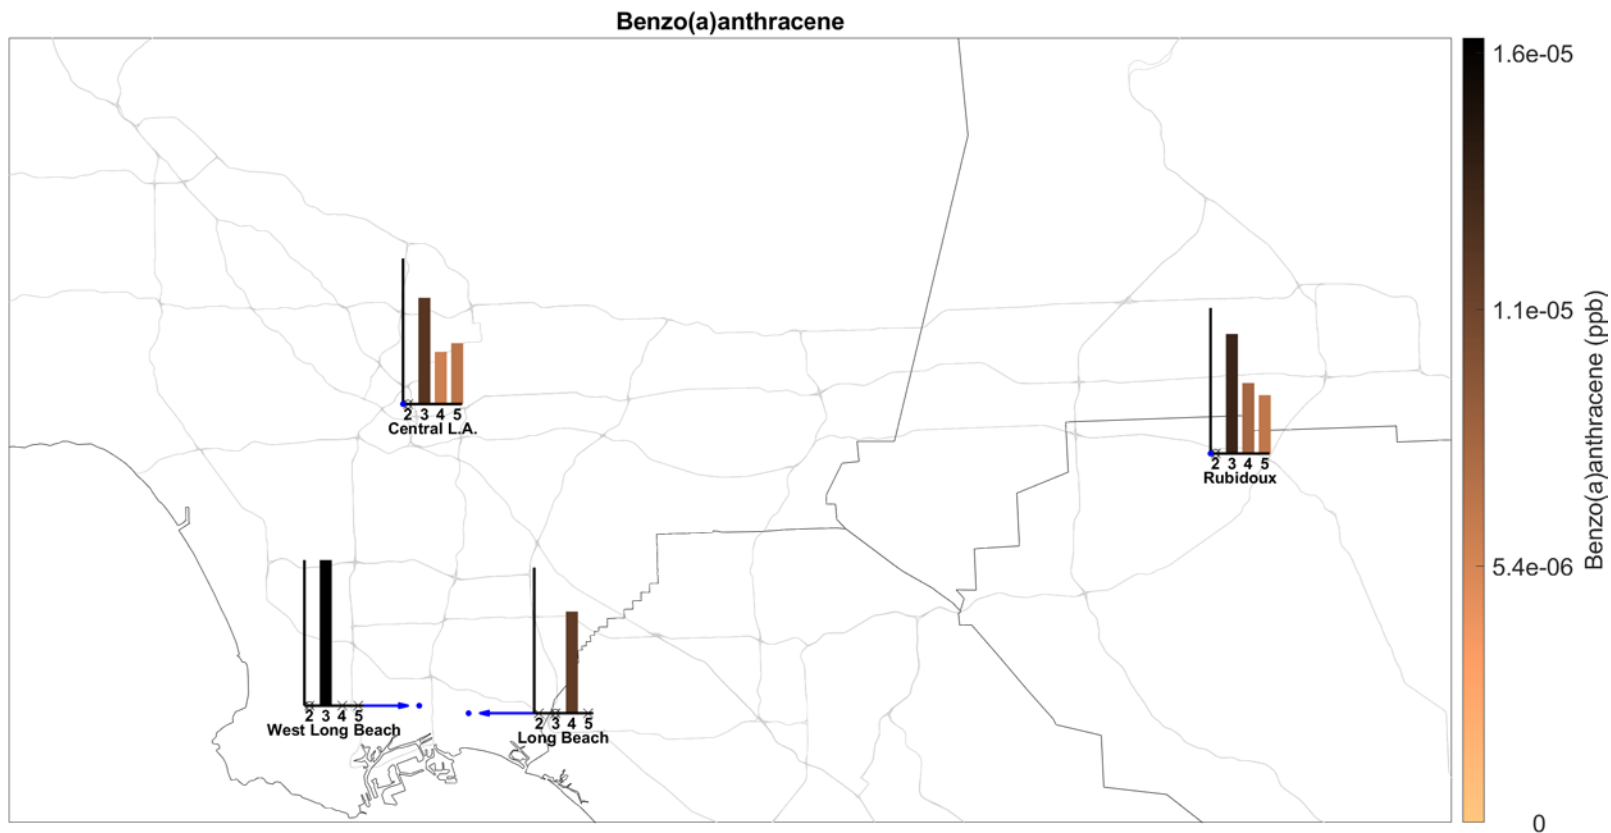 Benzo(a)anthracene
1.6e-05
1.1e-05
5.4e-06
0
Benzo(a)anthracene (ppb)
2 3 4 5
Central L.A.
2 3 4 5
Rubidoux
2 3 4 5
West Long Beach
2 3 4 5
Long Beach